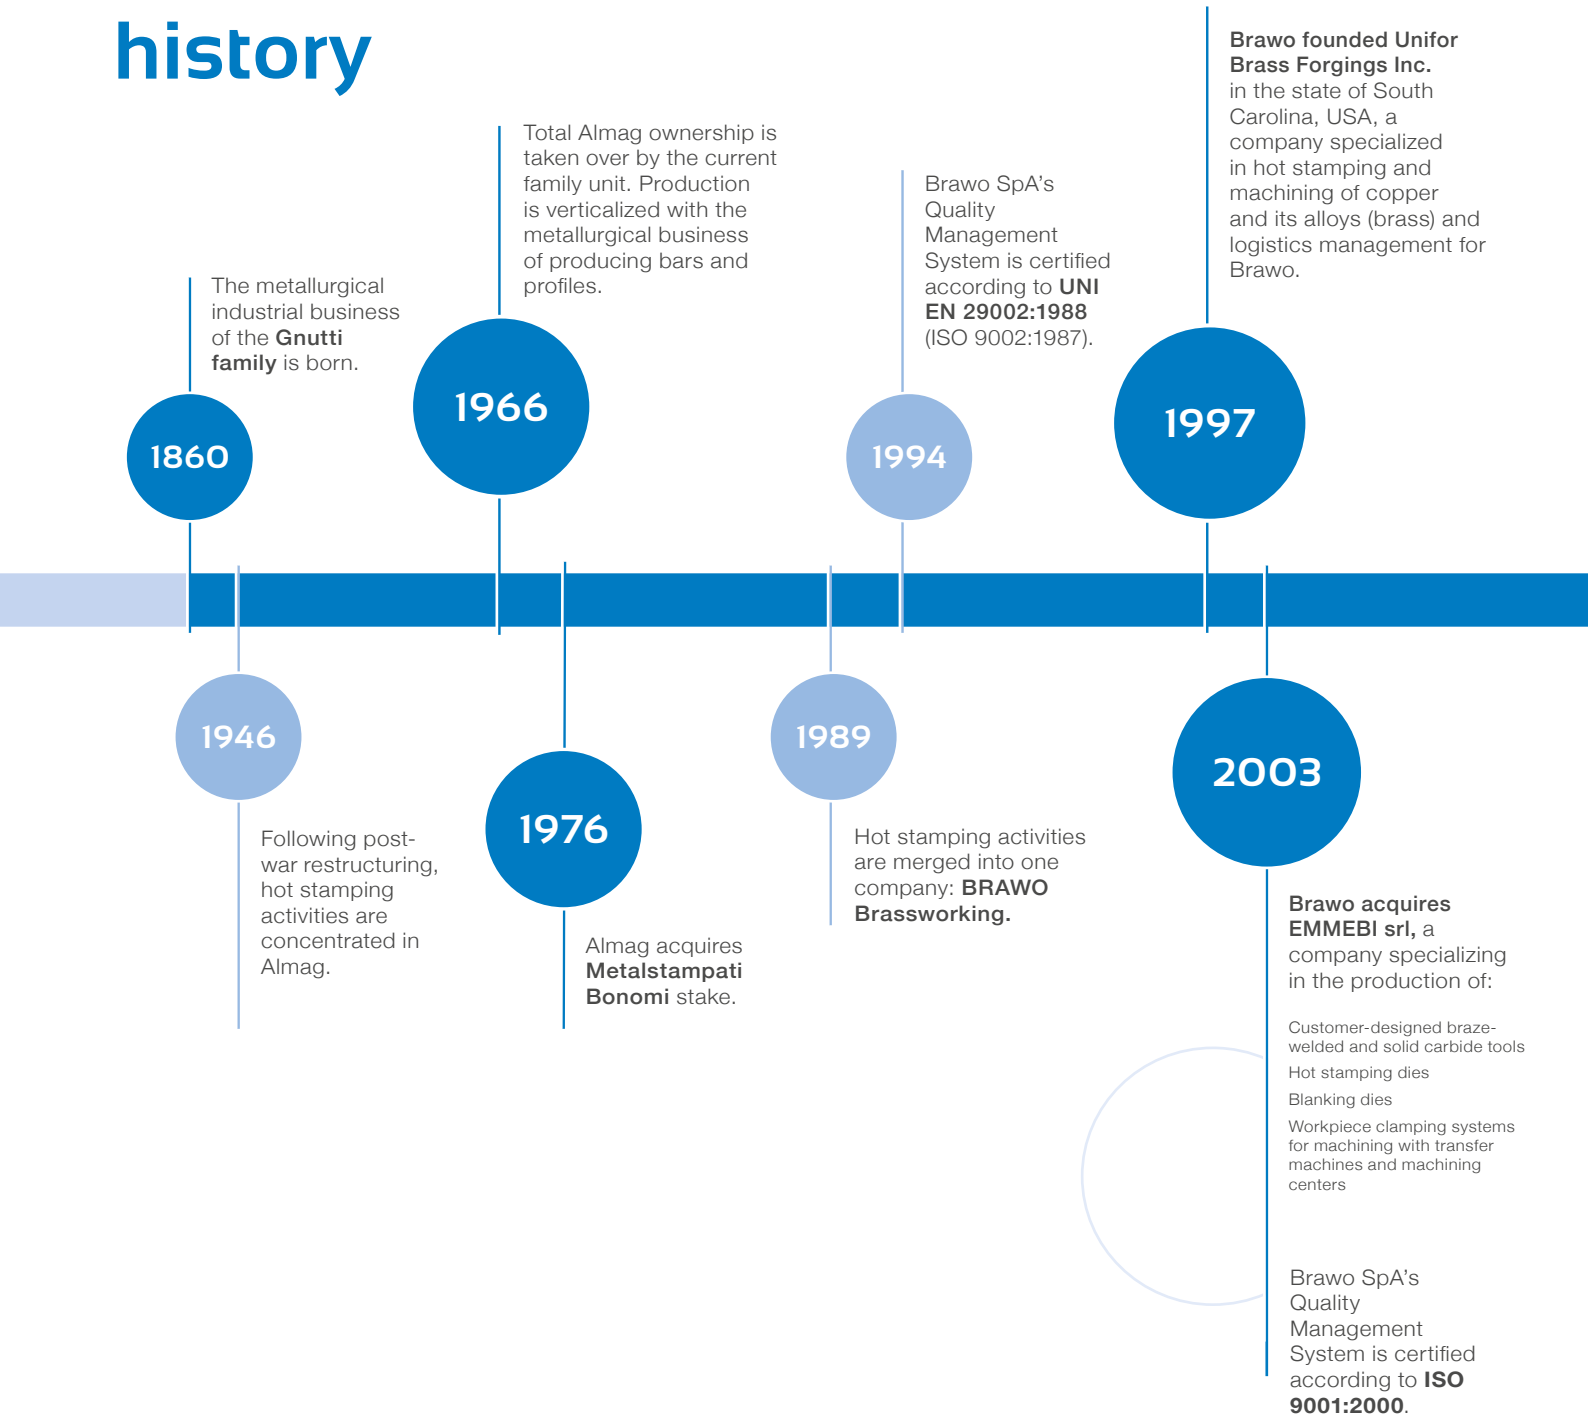 history
The metallurgical
industrial business
of the Gnutti
family is born.
1860
Following post-
war restructuring,
hot stamping
activities are
concentrated in
Almag.
1946
Total Almag ownership is
taken over by the current
family unit. Production
is verticalized with the
metallurgical business
of producing bars and
profiles.
1966
1976
Almag acquires
Metalstampati
Bonomi stake.
1989
Hot stamping activities
are merged into one
company: BRAWO
Brassworking.
Brawo SpA’s
Quality
Management
System is certified
according to UNI
EN 29002:1988
(ISO 9002:1987).
1994
Brawo founded Unifor
Brass Forgings Inc.
in the state of South
Carolina, USA, a
company specialized
in hot stamping and
machining of copper
and its alloys (brass) and
logistics management for
Brawo.
1997
2003
Brawo acquires
EMMEBI srl, a
company specializing
in the production of:
Customer-designed braze-
welded and solid carbide tools
Hot stamping dies
Blanking dies
Workpiece clamping systems
for machining with transfer
machines and machining
centers
Brawo SpA’s
Quality
Management
System is certified
according to ISO
9001:2000.